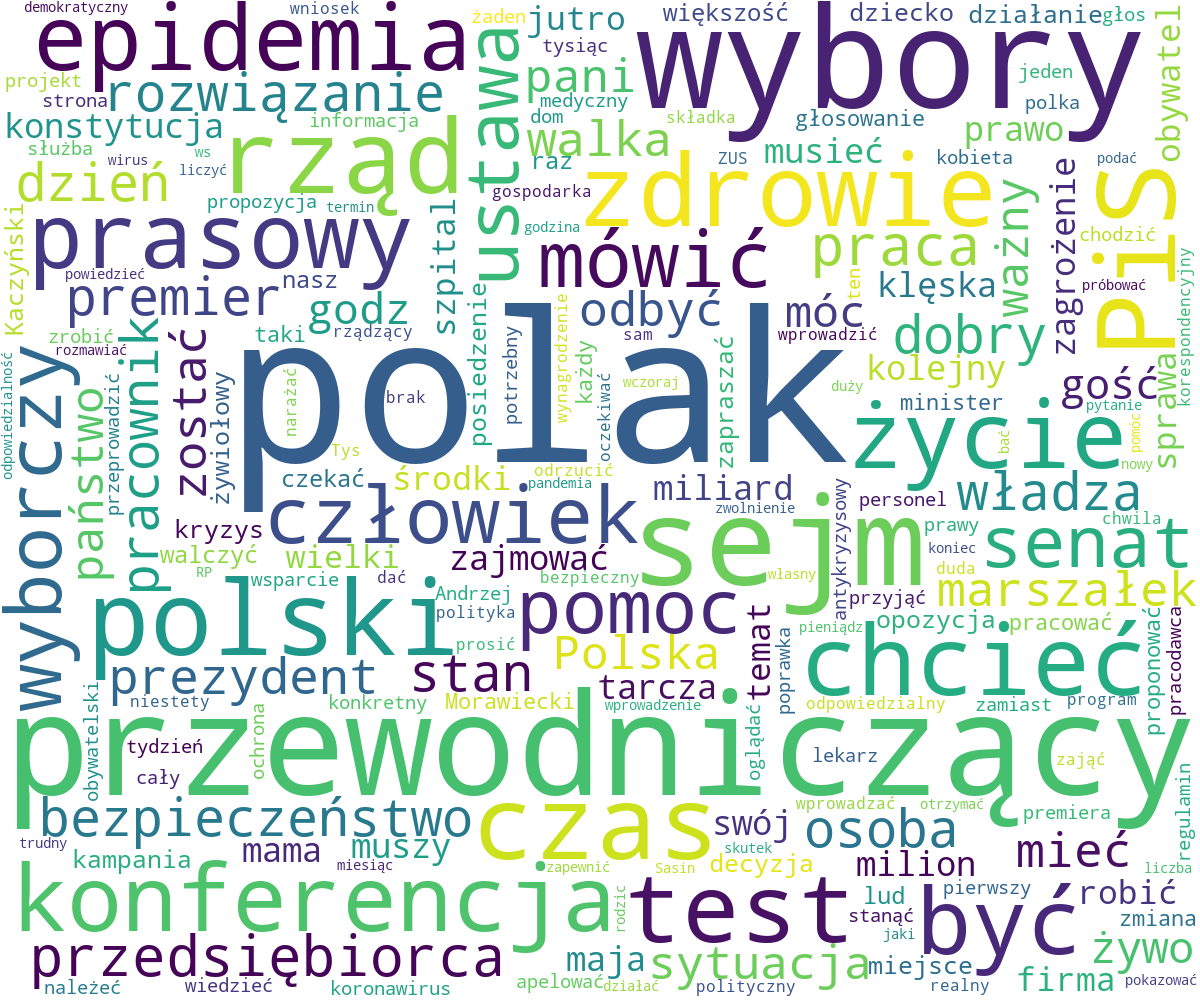 demokratyczny
wniosek
żaden
jutro
większość
dziecko
działanie
głos
epidemia
wybory
tysiąc
pani
jeden
obywatel
projekt
strona
rozwiązanie
ustawa
medyczny
polka
konstytucja
informacja
dom
składka
głosowanie
prawo
służba
ws
rząd
walka
wirus
liczyć
raz
ZUS
musieć
kobieta
podać
dzień
zdrowie
PiS
gospodarka
propozycja
termin
szpital
ważny
zagrożenie
Kaczyński
prasowy
godzina
mówić
praca
chodzić
korespondencyjny
powiedzieć
nasz
klęska
próbować
premier
godz
posiedzenie
wynagrodzenie
odbyć
móc
ten
dobry
zrobić
taki
rządzący
potrzebny
sam
wprowadzić
rozmawiać
odpowiedzialność
pracownik
zostać
polak
każdy
zapraszać
kolejny
sprawa
wyborczy
państwo
przeprowadzić
żywiołowy
narażać
brak
oczekiwać
wczoraj
duży
minister
gość
pytanie
życie
bać
pomóc
nowy
Tys
czekać
środki
odrzucić
pandemia
miliard
antykryzysowy
personel
władza
człowiek
zwolnienie
sejm
prawy
chwila
kryzys
walczyć
wielki
zajmować
koniec
senat
RP
wsparcie
dać
bezpieczny
własny
duda
polski
Andrzej
polityka
pomoc
przyjąć
marszałek
pieniądz
opozycja
pracować
proponować
pracodawca
prosić
Polska
temat
poprawka
chcieć
prezydent
stan
tarcza
obywatelski
niestety
konkretny
Morawiecki
wprowadzenie
oglądać
odpowiedzialny
zamiast
program
przewodniczący
ochrona
tydzień
cały
lekarz
zająć
regulamin
bezpieczeństwo
czas
wprowadzać
otrzymać
premiera
swój
osoba
trudny
kampania
mama
muszy
skutek
decyzja
milion
mieć
miesiąc
zapewnić
Sasin
liczba
konferencja
rodzic
test
lud
pierwszy
robić
stanąć
jaki
być
zmiana
żywo
przedsiębiorca
maja
sytuacja
miejsce
firma
należeć
wiedzieć
koronawirus
apelować
działać
polityczny
realny
pokazować